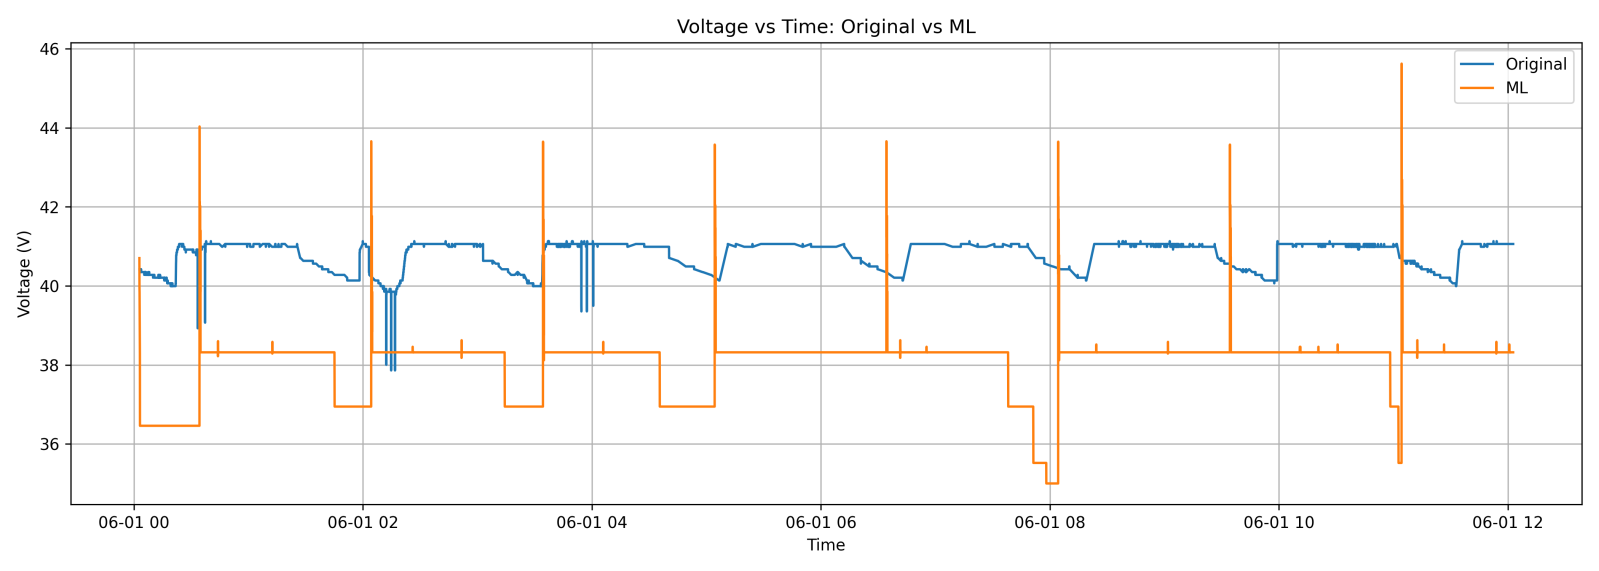 Voltage vs Time: Original vs ML
Original
ML
Voltage (V)
46
44
42
40
38
36
06-01 00
06-01 02
06-01 04
06-01 06
06-01 08
06-01 10
06-01 12
Time